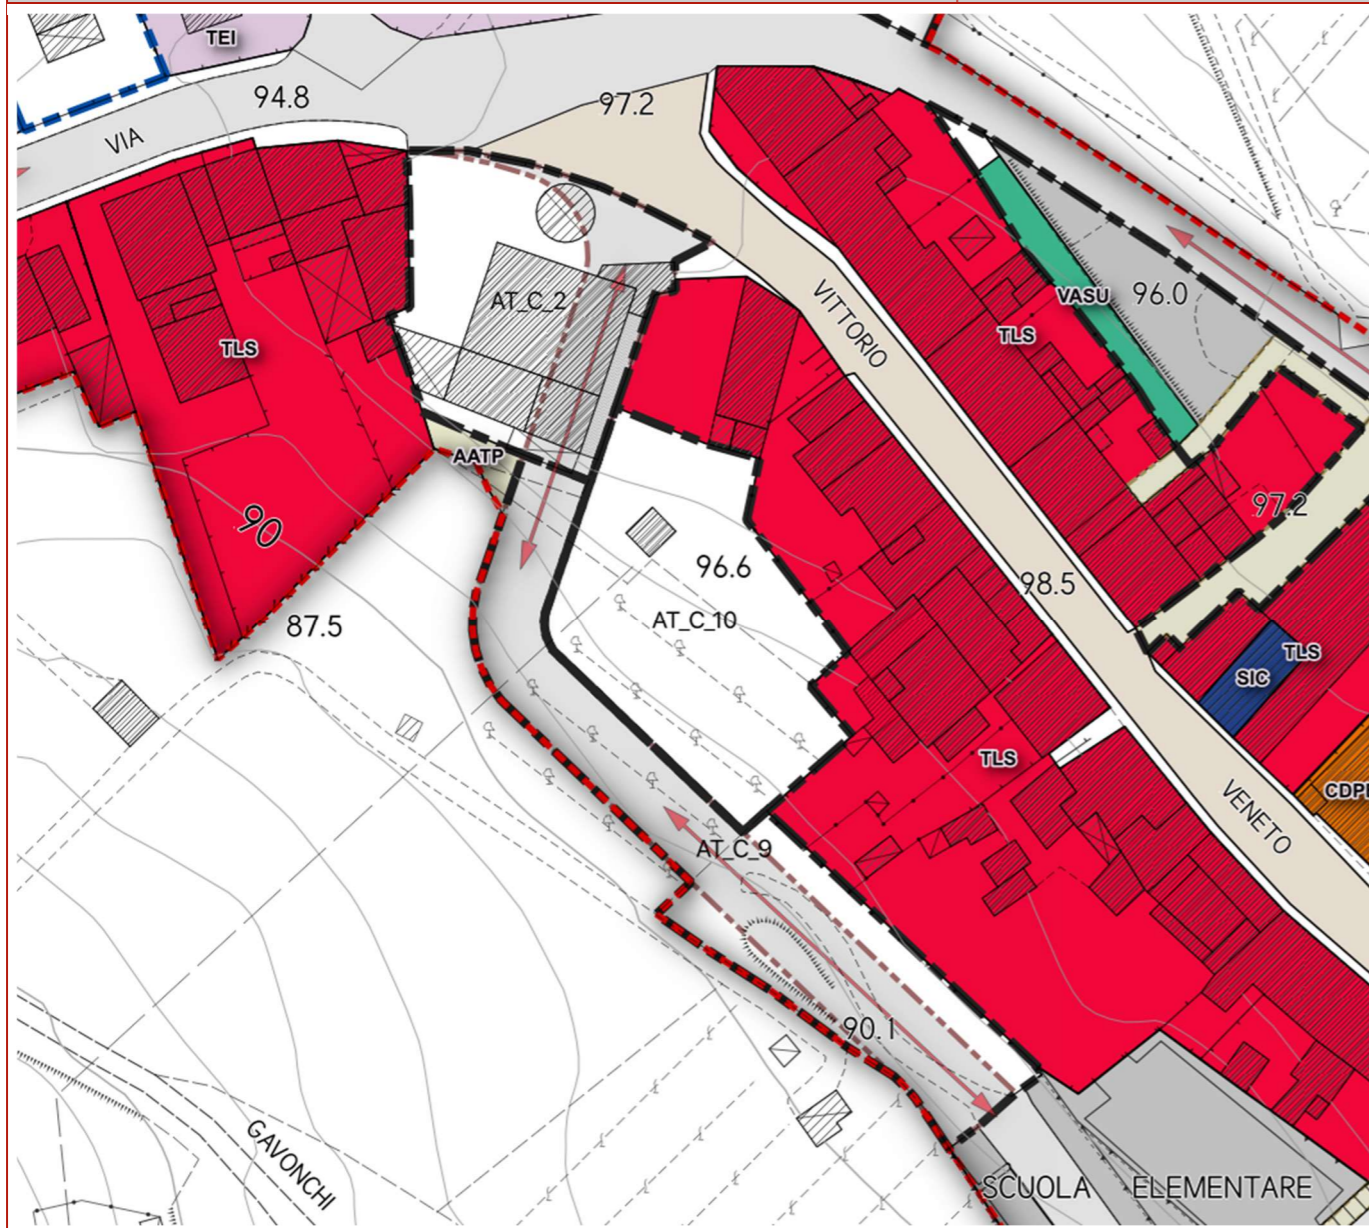 TEI
94.8
97.2
VIA
AT_C_2
VITTORIO
VASU
96.0
TLS
TLS
AATP
90
97.2
96.6
98.5
87.5
AT_C_10
TLS
SIC
TLS
CDPI
VENETO
AT_C_9
90.1
GAVONCHI
SCUOLA ELEMENTARE